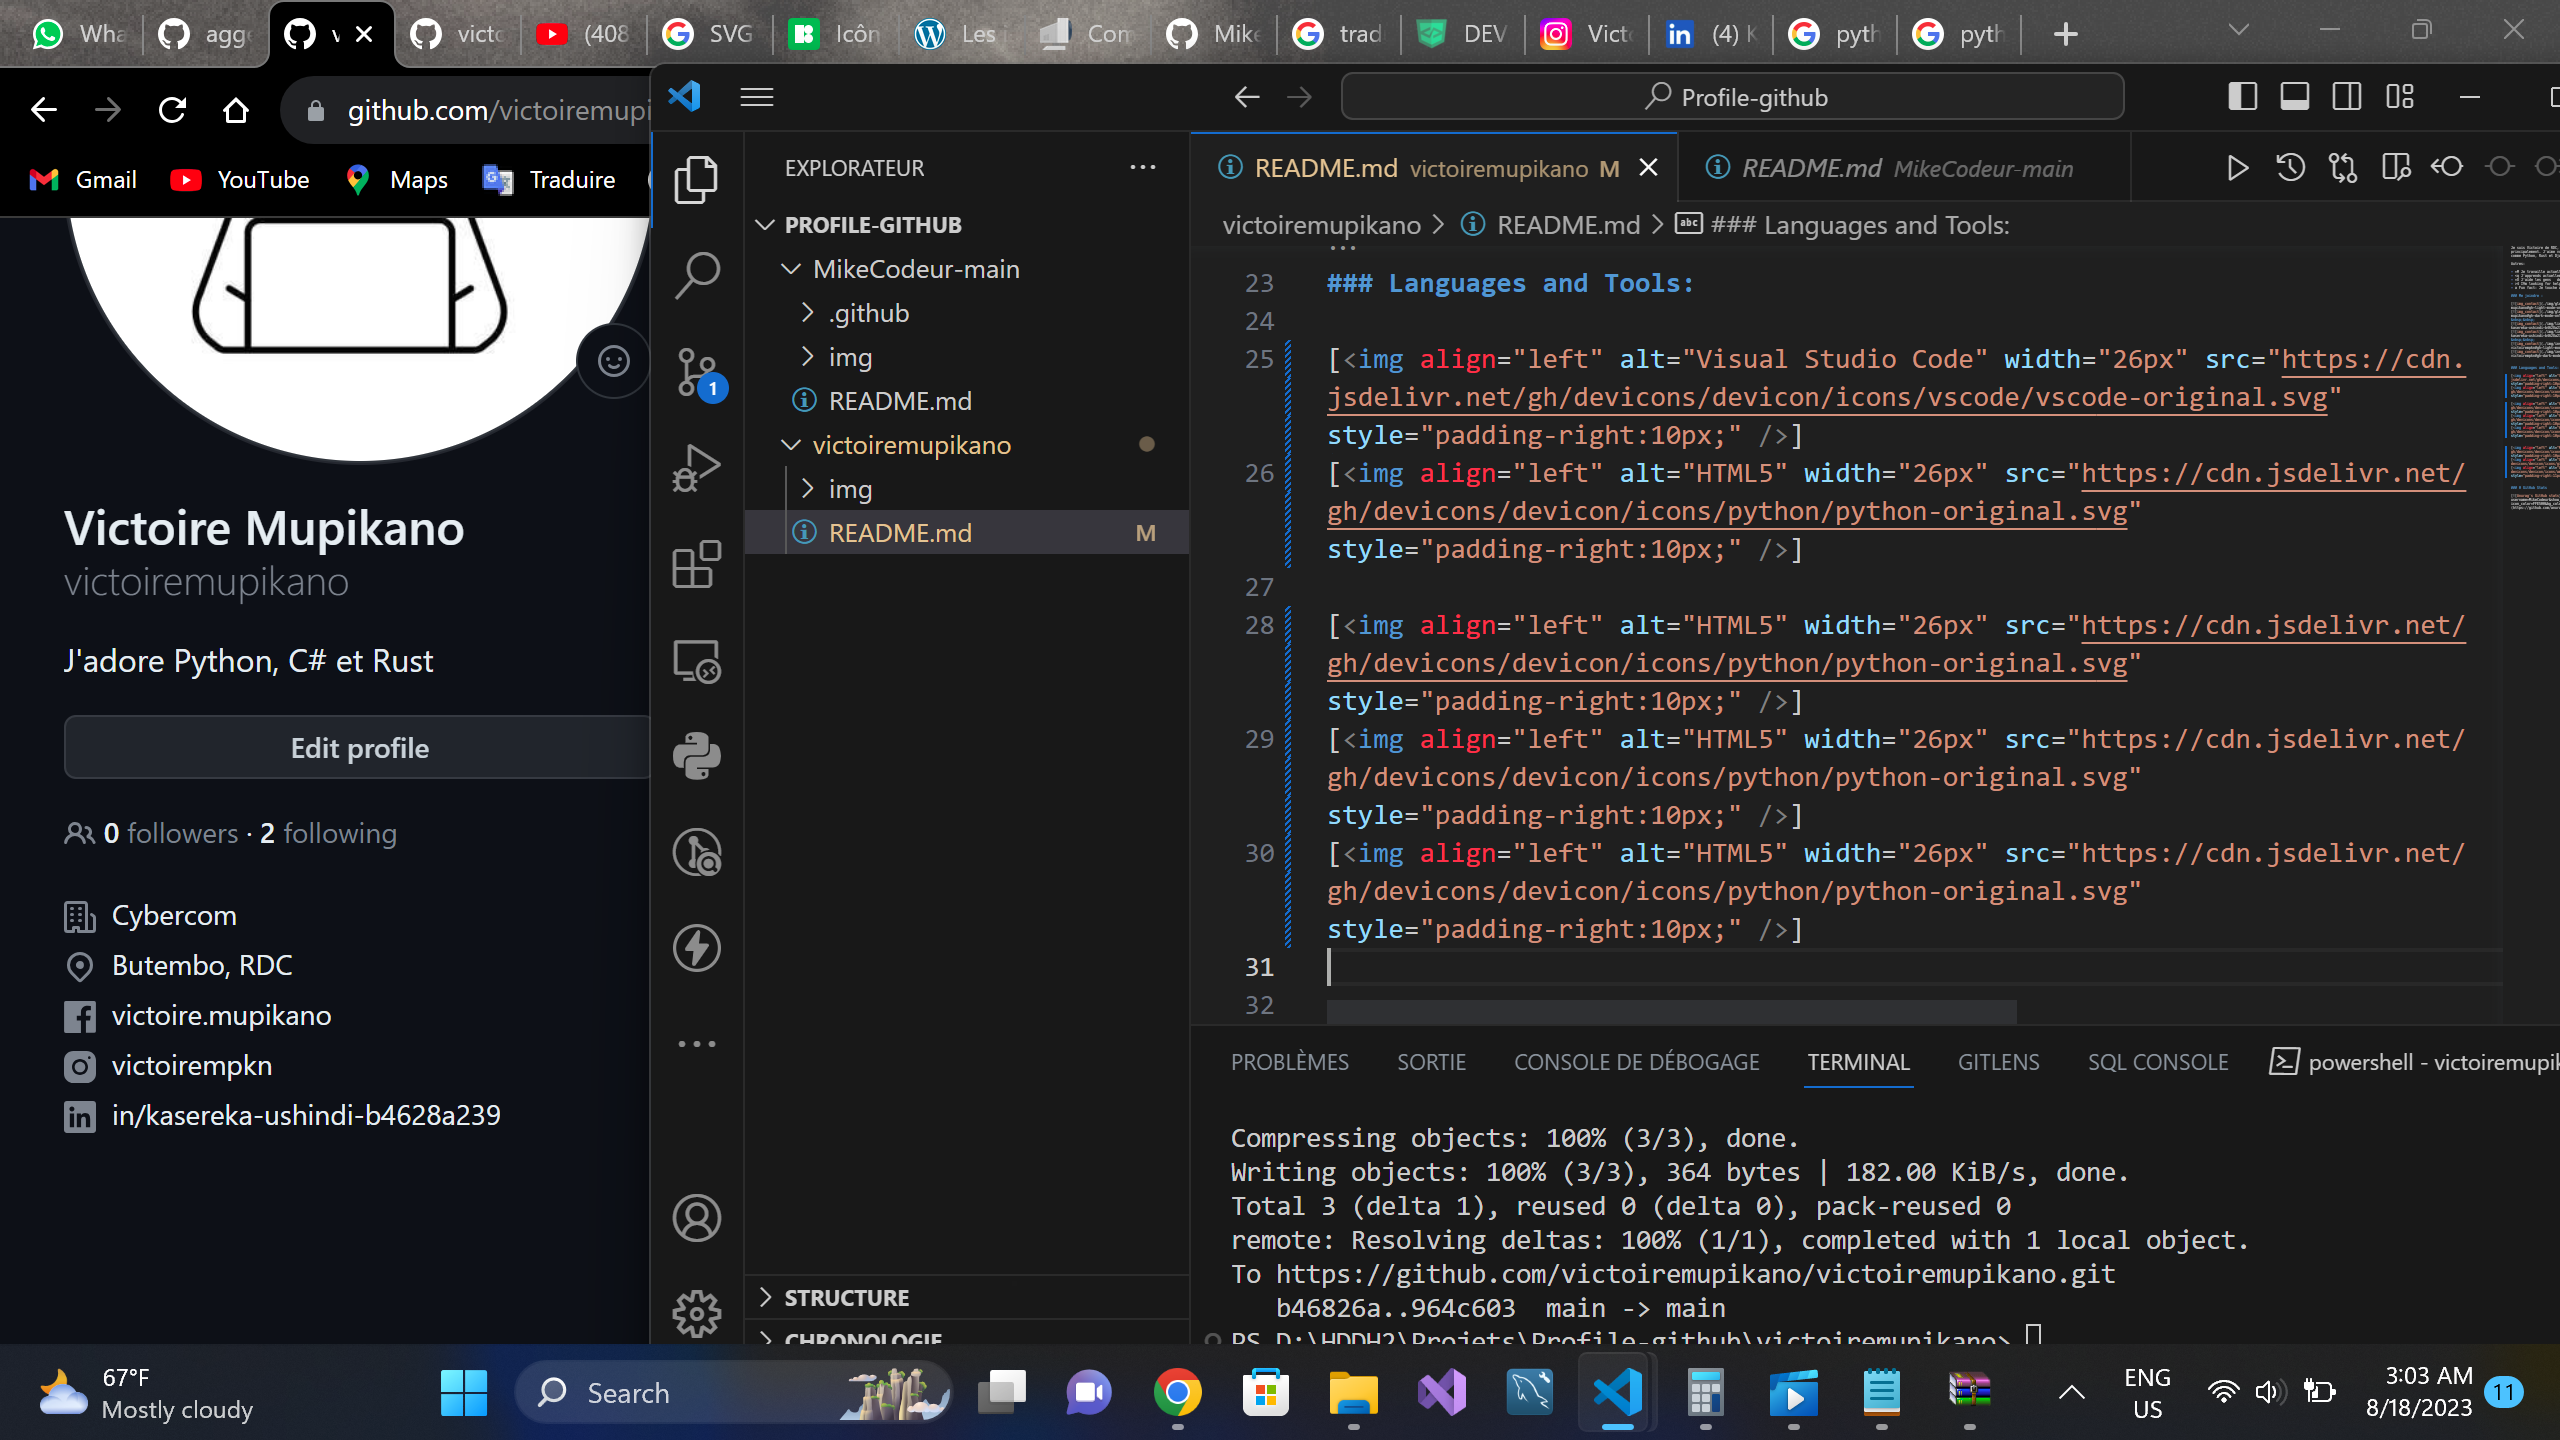 Wha
agg
v
victo
(408
SVG
Icôn
Les
Com
Mike
trad
DEV
Victo
(4) K
pyth
pyth
github.com/victoiremupi
Gmail
YouTube
Maps
Traduire
Victoire Mupikano
victoiremupikano
J'adore Python, C# et Rust
Edit profile
0 followers · 2 following
Cybercom
Butembo, RDC
victoire.mupikano
victoirempkn
in/kasereka-ushindi-b4628a239
Profile-github
EXPLORATEUR
PROFILE-GITHUB
MikeCodeur-main
.github
img
README.md
victoiremupikano
img
README.md M
STRUCTURE
CHRONOLOGIE
1
README.md victoiremupikano M
README.md MikeCodeur-main
victoiremupikano > README.md > ### Languages and Tools:
23 ### Languages and Tools:
24
25 [<img align="left" alt="Visual Studio Code" width="26px" src="https://cdn.
jsdelivr.net/gh/devicons/devicon/icons/vscode/vscode-original.svg"
style="padding-right:10px;" />]
26 [<img align="left" alt="HTML5" width="26px" src="https://cdn.jsdelivr.net/
gh/devicons/devicon/icons/python/python-original.svg"
style="padding-right:10px;" />]
27
28 [<img align="left" alt="HTML5" width="26px" src="https://cdn.jsdelivr.net/
gh/devicons/devicon/icons/python/python-original.svg"
style="padding-right:10px;" />]
29 [<img align="left" alt="HTML5" width="26px" src="https://cdn.jsdelivr.net/
gh/devicons/devicon/icons/python/python-original.svg"
style="padding-right:10px;" />]
30 [<img align="left" alt="HTML5" width="26px" src="https://cdn.jsdelivr.net/
gh/devicons/devicon/icons/python/python-original.svg"
style="padding-right:10px;" />]
31
32
PROBLÈMES
SORTIE
CONSOLE DE DÉBOGAGE
TERMINAL
GITLENS
SQL CONSOLE
powershell - victoiremupik
Compressing objects: 100% (3/3), done.
Writing objects: 100% (3/3), 364 bytes | 182.00 KiB/s, done.
Total 3 (delta 1), reused 0 (delta 0), pack-reused 0
remote: Resolving deltas: 100% (1/1), completed with 1 local object.
To https://github.com/victoiremupikano/victoiremupikano.git
b46826a..964c603  main -> main
PS D:\HDDH2\Projets\Profile-github\victoiremupikano>
67°F
Mostly cloudy
Search
ENG
US
3:03 AM
8/18/2023
11